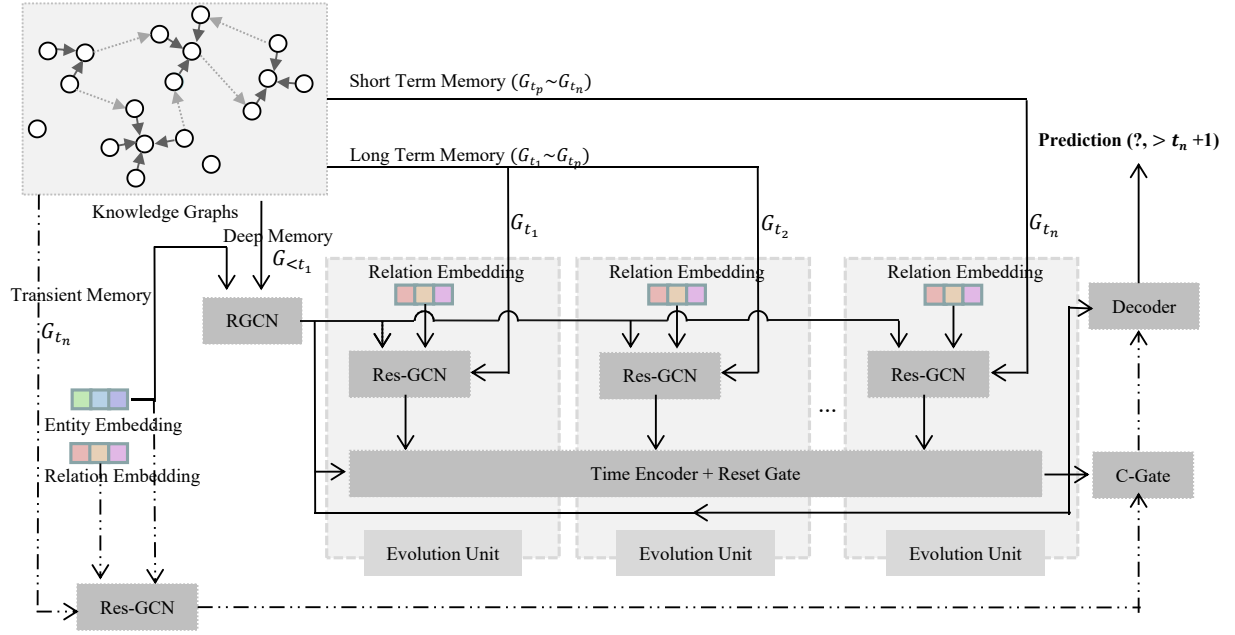 Short Term Memory (G_{t_p}~G_{t_n})
Prediction (?, > t_n +1)
Long Term Memory (G_{t_1}~G_{t_p})
Knowledge Graphs
G_{t_1}
G_{t_2}
G_{t_n}
Deep Memory
G_{<t_1}
Relation Embedding
Relation Embedding
Relation Embedding
Transient Memory
G_{t_n}
RGCN
Decoder
Res-GCN
Res-GCN
Res-GCN
...
Entity Embedding
Relation Embedding
Time Encoder + Reset Gate
C-Gate
Evolution Unit
Evolution Unit
Evolution Unit
Res-GCN